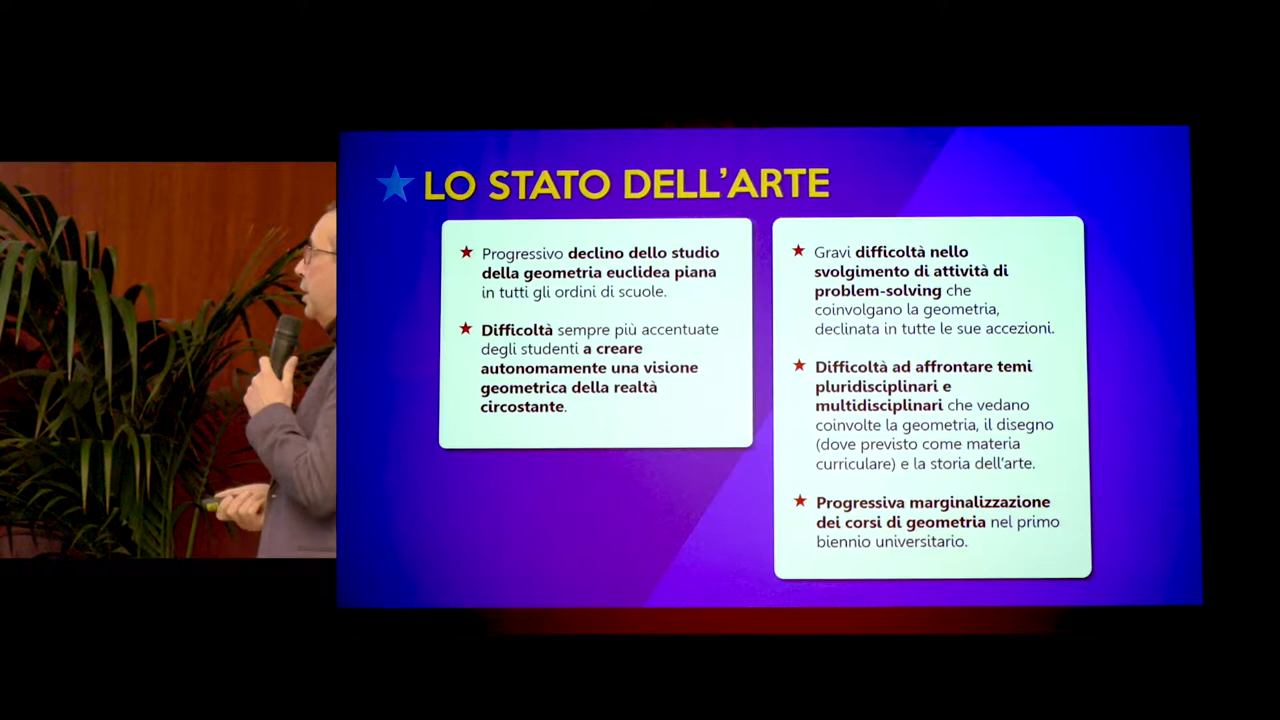 LO STATO DELL'ARTE
Progressivo declino dello studio
della geometria euclidea piana
in tutti gli ordini di scuole.
Difficoltà sempre più accentuate
degli studenti a creare
autonomamente una visione
geometrica della realtà
circostante.
Gravi difficoltà nello
svolgimento di attività di
problem-solving che
coinvolgano la geometria,
declinata in tutte le sue accezioni.
Difficoltà ad affrontare temi
pluridisciplinari e
multidisciplinari che vedano
coinvolte la geometria, il disegno
(dove previsto come materia
curriculare) e la storia dell'arte.
Progressiva marginalizzazione
dei corsi di geometria nel primo
biennio universitario.